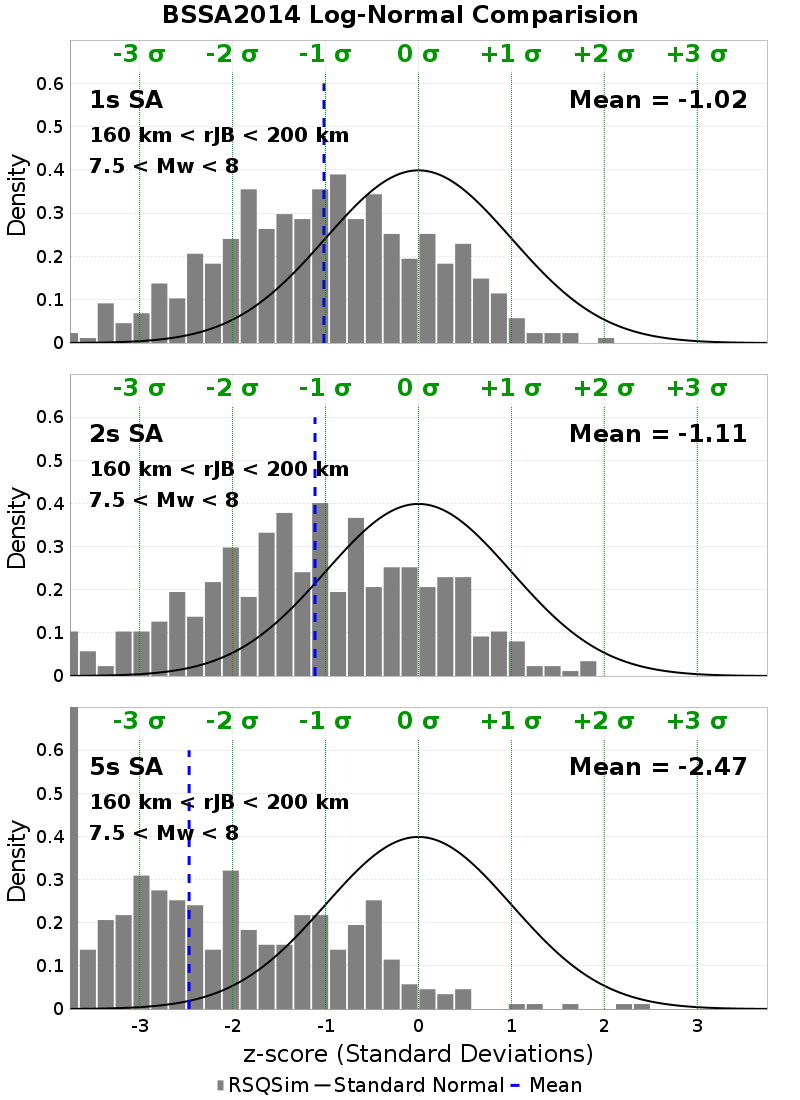 BSSA2014 Log-Normal Comparision
-3 σ -2 σ -1 σ 0 σ +1 σ +2 σ +3 σ
1s SA Mean = -1.02
160 km < rJB < 200 km
7.5 < Mw < 8
Density
0.6
0.5
0.4
0.3
0.2
0.1
0
-3 σ -2 σ -1 σ 0 σ +1 σ +2 σ +3 σ
2s SA Mean = -1.11
160 km < rJB < 200 km
7.5 < Mw < 8
Density
0.6
0.5
0.4
0.3
0.2
0.1
0
-3 σ -2 σ -1 σ 0 σ +1 σ +2 σ +3 σ
5s SA Mean = -2.47
160 km < rJB < 200 km
7.5 < Mw < 8
Density
0.6
0.5
0.4
0.3
0.2
0.1
0
-3 -2 -1 0 1 2 3
z-score (Standard Deviations)
RSQSim Standard Normal Mean